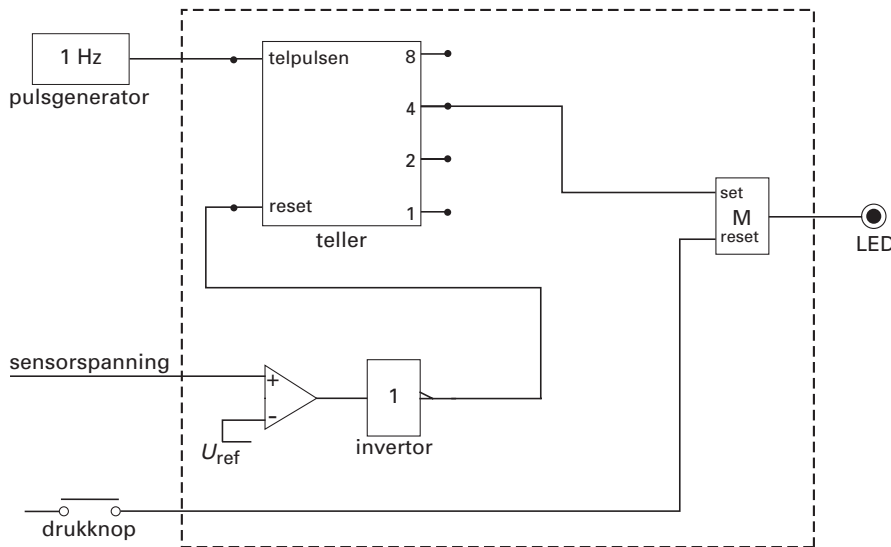 1 Hz
pulsgenerator
telpulsen
8
4
2
reset
1
teller
set
M
reset
LED
sensorspanning
+
-
Uref
1
invertor
drukknop